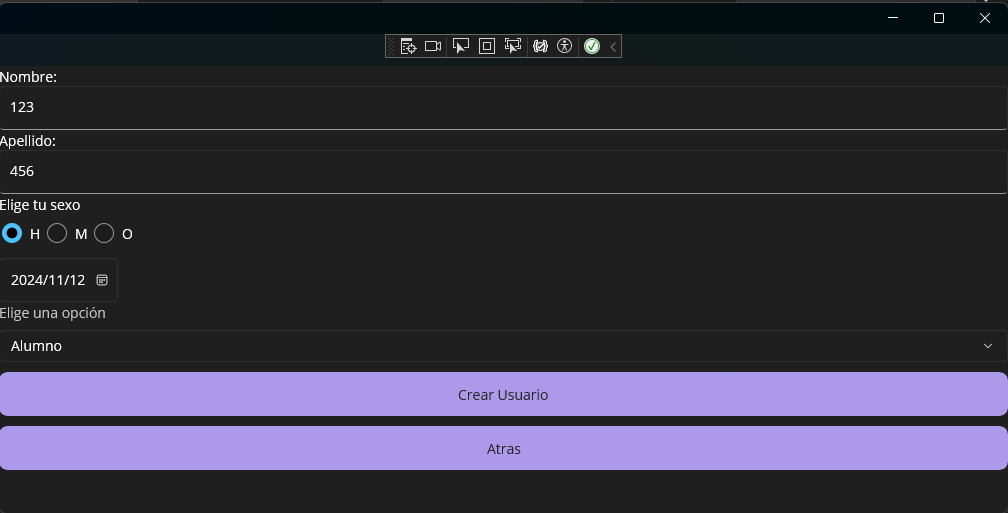 Nombre:
123
Apellido:
456
Elige tu sexo
H M O
2024/11/12
Elige una opción
Alumno
Crear Usuario
Atras